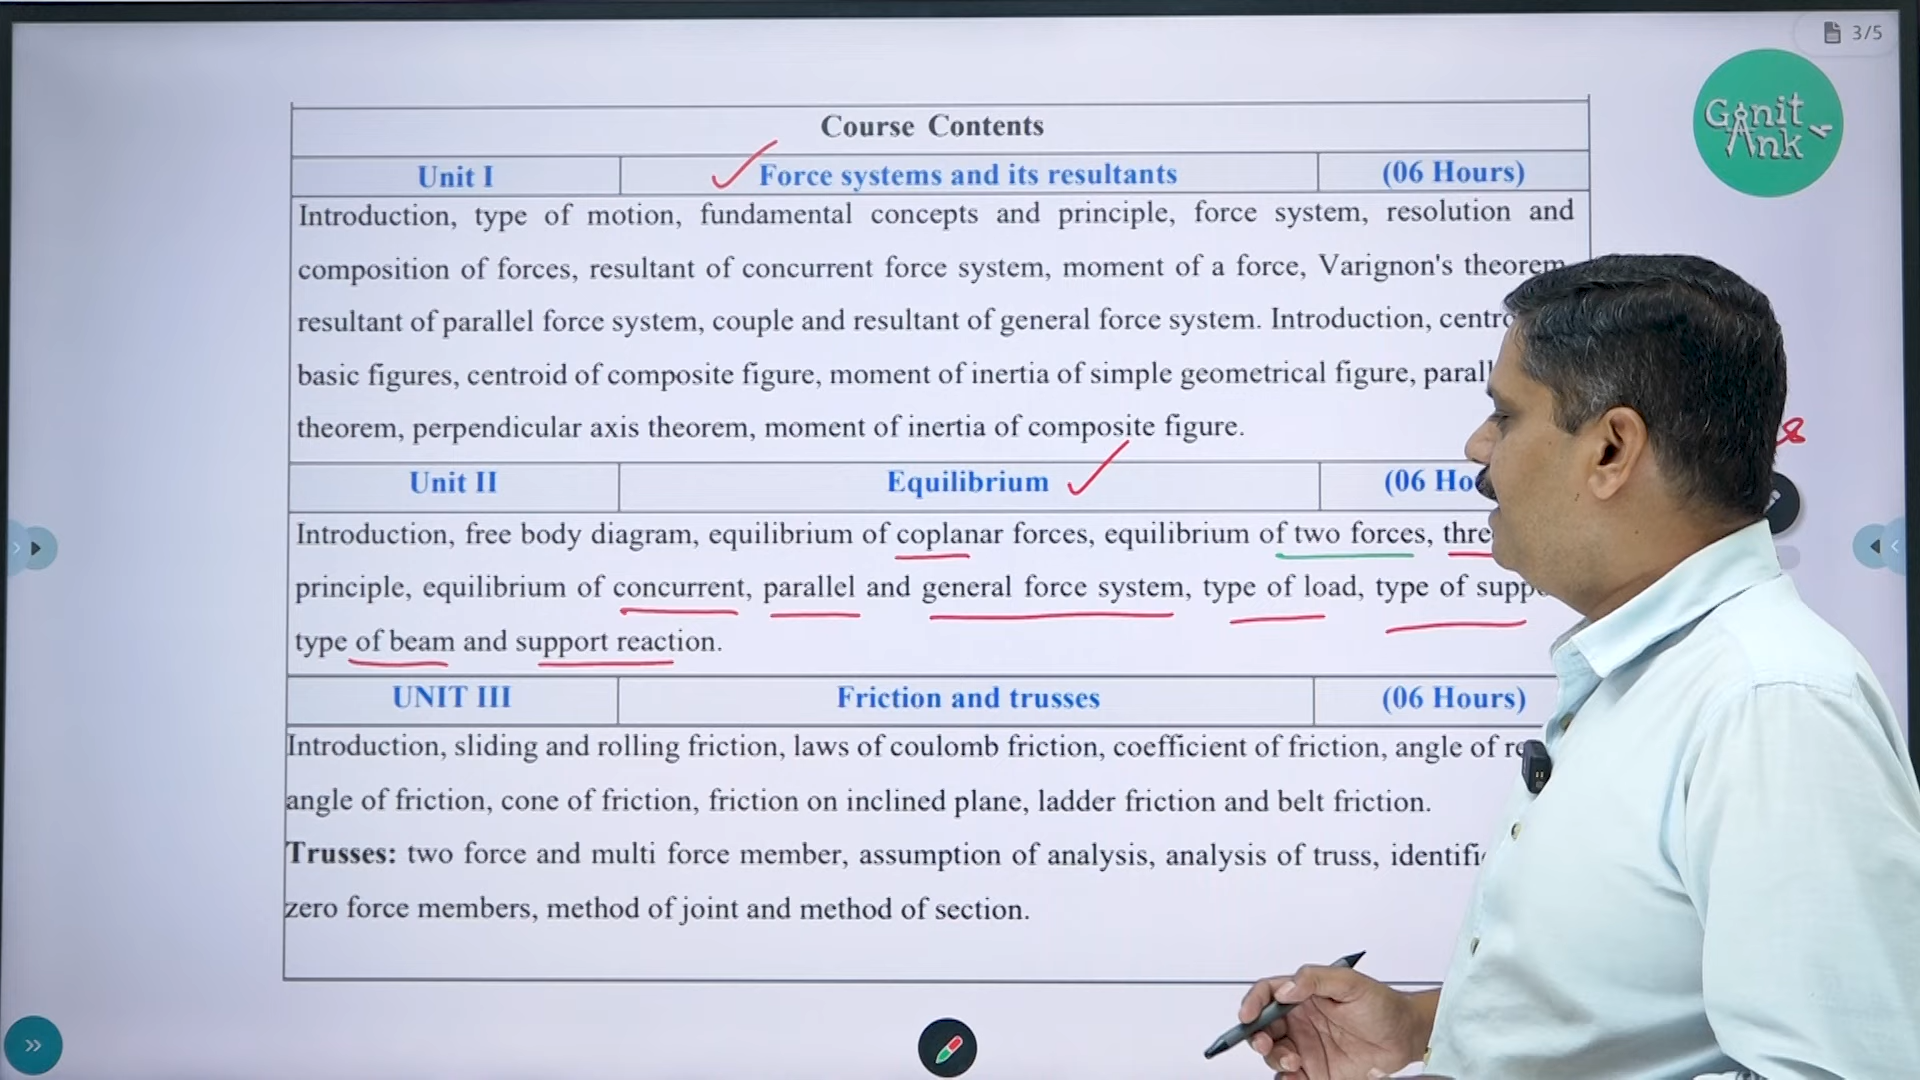 3/5
Ganit Ank
Course Contents
Unit I Force systems and its resultants (06 Hours)
Introduction, type of motion, fundamental concepts and principle, force system, resolution and
composition of forces, resultant of concurrent force system, moment of a force, Varignon's theorem
resultant of parallel force system, couple and resultant of general force system. Introduction,
basic figures, centroid of composite figure, moment of inertia of simple geometrical figure,
theorem, perpendicular axis theorem, moment of inertia of composite figure.
Unit II Equilibrium (06
Introduction, free body diagram, equilibrium of coplanar forces, equilibrium of two forces,
principle, equilibrium of concurrent, parallel and general force system, type of load, type of
type of beam and support reaction.
UNIT III Friction and trusses (06 Hours)
Introduction, sliding and rolling friction, laws of coulomb friction, coefficient of friction, angle of
angle of friction, cone of friction, friction on inclined plane, ladder friction and belt friction.
Trusses: two force and multi force member, assumption of analysis, analysis of truss,
zero force members, method of joint and method of section.